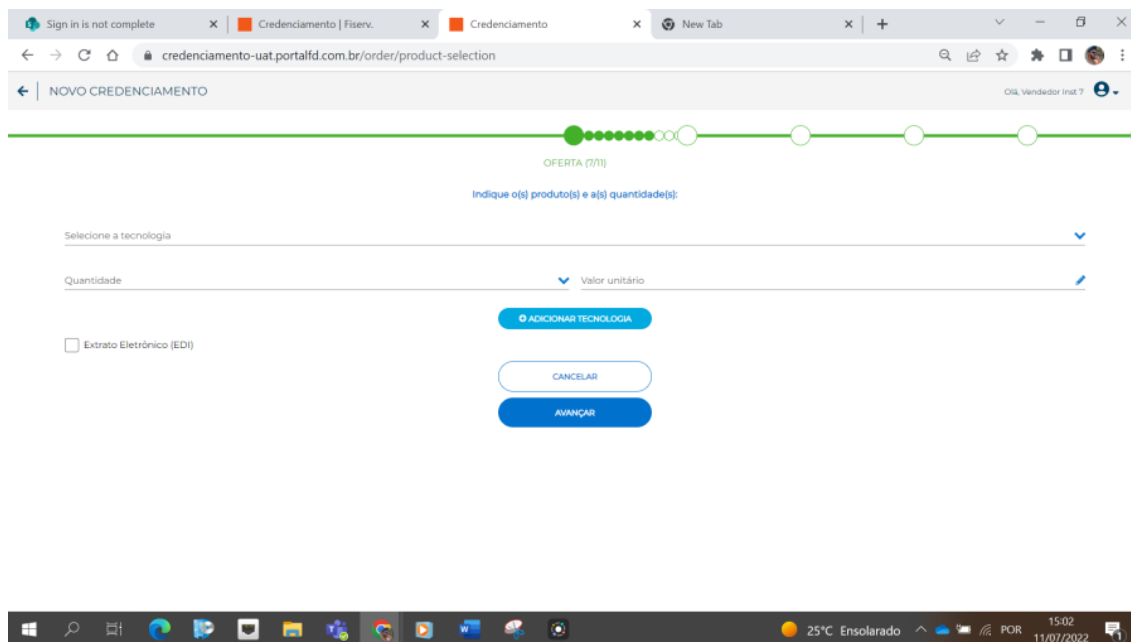 Sign in is not complete
Credenciamento | Fiserv.
Credenciamento
New Tab
credenciamento-uat.portalfd.com.br/order/product-selection
NOVO CREDENCIAMENTO
Olá, Vendedor Inst 7
OFERTA (7/11)
Indique o(s) produto(s) e a(s) quantidade(s):
Selecione a tecnologia
Quantidade
Valor unitário
ADICIONAR TECNOLOGIA
Extrato Eletrônico (EDI)
CANCELAR
AVANÇAR
25°C Ensolarado
POR
15:02
11/07/2022